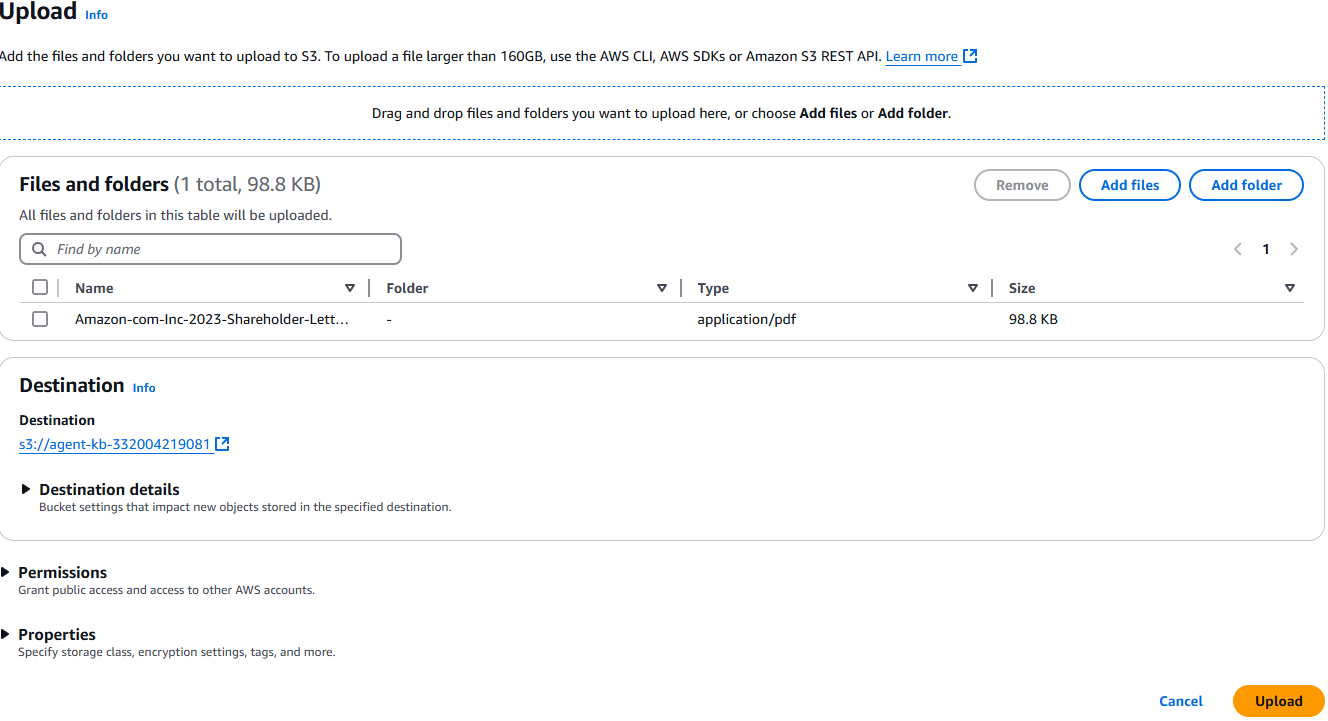 Upload Info
Add the files and folders you want to upload to S3. To upload a file larger than 160GB, use the AWS CLI, AWS SDKs or Amazon S3 REST API. Learn more
Drag and drop files and folders you want to upload here, or choose Add files or Add folder.
Files and folders (1 total, 98.8 KB)
Remove
Add files
Add folder
All files and folders in this table will be uploaded.
Find by name
1
Name Folder Type Size
Amazon-com-Inc-2023-Shareholder-Lett... - application/pdf 98.8 KB
Destination Info
Destination
s3://agent-kb-332004219081
Destination details
Bucket settings that impact new objects stored in the specified destination.
Permissions
Grant public access and access to other AWS accounts.
Properties
Specify storage class, encryption settings, tags, and more.
Cancel
Upload